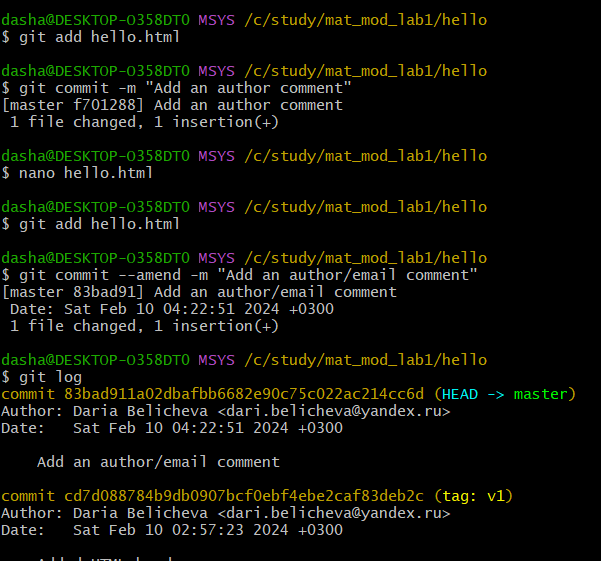 dasha@DESKTOP-O358DT0 MSYS /c/study/mat_mod_lab1/hello
$ git add hello.html
dasha@DESKTOP-O358DT0 MSYS /c/study/mat_mod_lab1/hello
$ git commit -m "Add an author comment"
[master f701288] Add an author comment
1 file changed, 1 insertion(+)
dasha@DESKTOP-O358DT0 MSYS /c/study/mat_mod_lab1/hello
$ nano hello.html
dasha@DESKTOP-O358DT0 MSYS /c/study/mat_mod_lab1/hello
$ git add hello.html
dasha@DESKTOP-O358DT0 MSYS /c/study/mat_mod_lab1/hello
$ git commit --amend -m "Add an author/email comment"
[master 83bad91] Add an author/email comment
Date: Sat Feb 10 04:22:51 2024 +0300
1 file changed, 1 insertion(+)
dasha@DESKTOP-O358DT0 MSYS /c/study/mat_mod_lab1/hello
$ git log
commit 83bad911a02dbafbb6682e90c75c022ac214cc6d (HEAD -> master)
Author: Daria Belicheva <dari.belicheva@yandex.ru>
Date:   Sat Feb 10 04:22:51 2024 +0300
Add an author/email comment
commit cd7d088784b9db0907bcf0ebf4ebe2caf83deb2c (tag: v1)
Author: Daria Belicheva <dari.belicheva@yandex.ru>
Date:   Sat Feb 10 02:57:23 2024 +0300